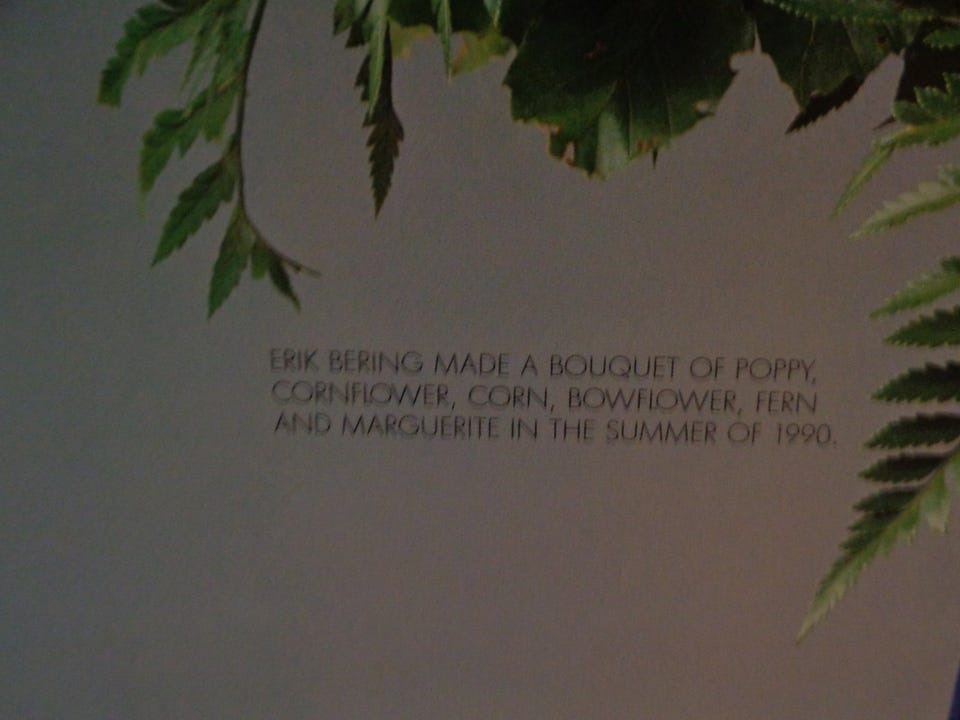 ERIK BERING MADE A BOUQUET OF POPPY,
CORNFLOWER, CORN, BOWFLOWER, FERN
AND MARGUERITE IN THE SUMMER OF 1990.